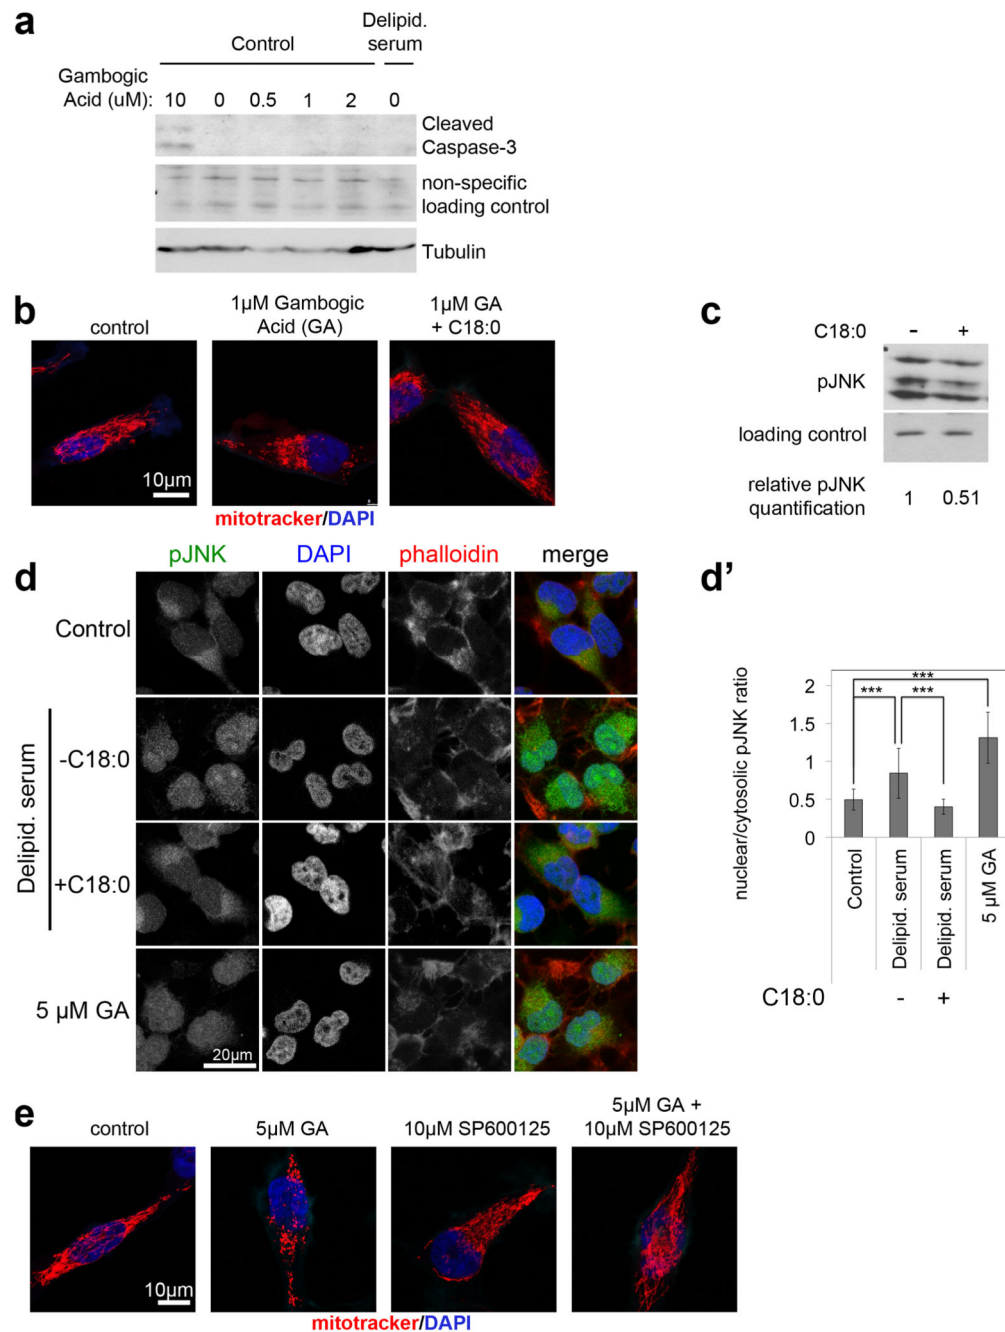 a
Delipid.
serum
Control
Gambogic
Acid (uM):
10 0 0.5 1 2 0
Cleaved
Caspase-3
non-specific
loading control
Tubulin
b
control
1µM Gambogic
Acid (GA)
1µM GA
+ C18:0
10µm
mitotracker/DAPI
c
C18:0 - +
pJNK
loading control
relative pJNK
quantification
1 0.51
d
pJNK DAPI phalloidin merge
Control
Delipid. serum
-C18:0
+C18:0
5 µM GA
20µm
d'
nuclear/cytosolic pJNK ratio
2
1.5
1
0.5
0
***
*** ***
Control
Delipid. serum
Delipid. serum
5 µM GA
C18:0 - +
e
control
5µM GA
10µM SP600125
5µM GA +
10µM SP600125
10µm
mitotracker/DAPI